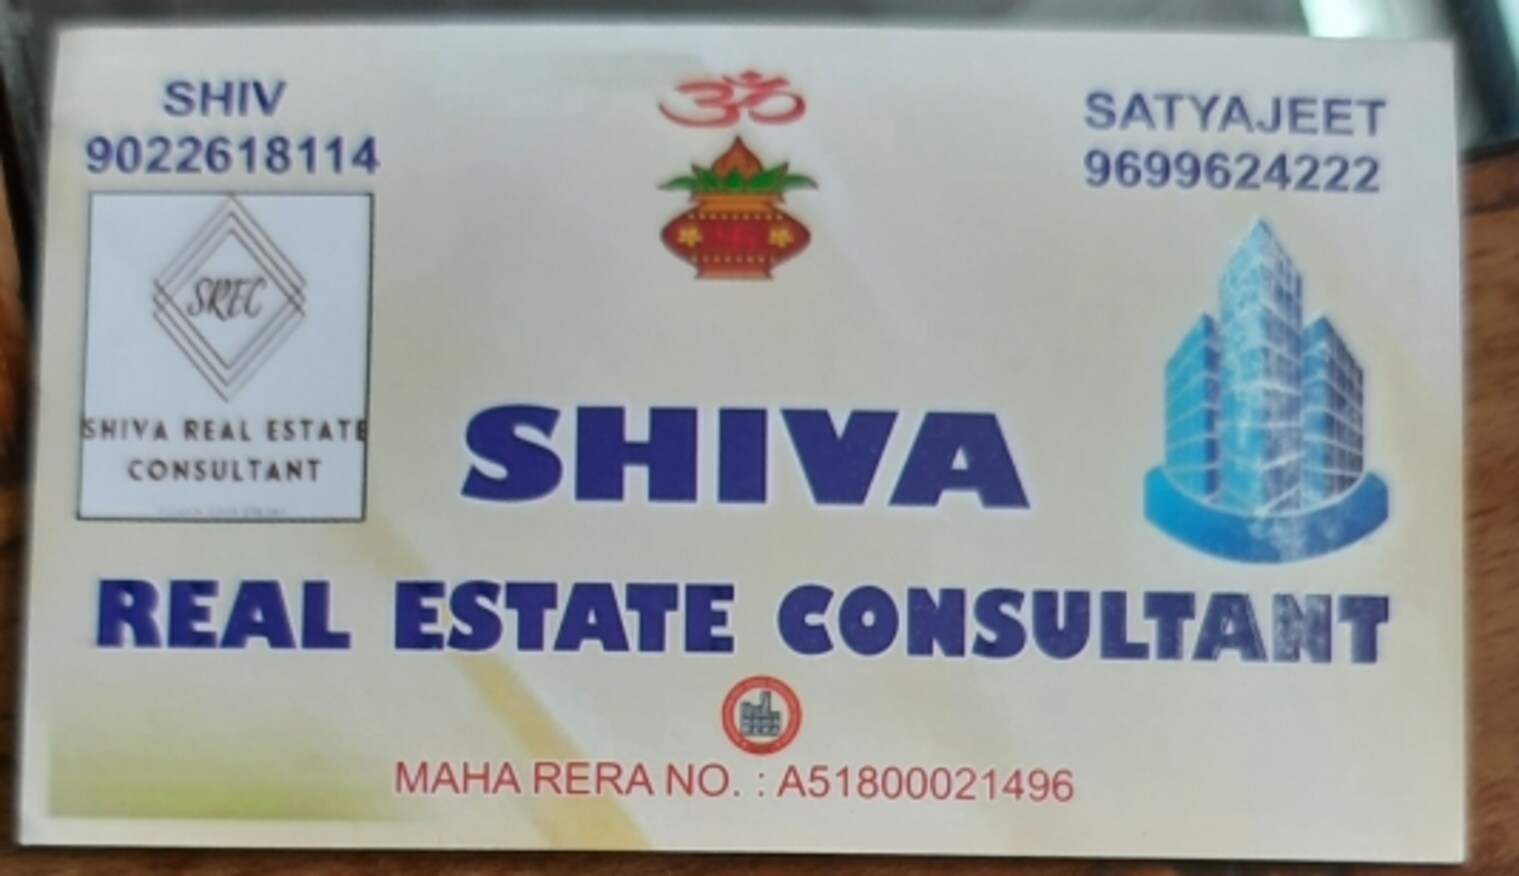 SHIV
9022618114
ॐ
SATYAJEET
9699624222
SREC
SHIVA REAL ESTATE
CONSULTANT
SHIVA
REAL ESTATE CONSULTANT
MAHA RERA NO. : A51800021496